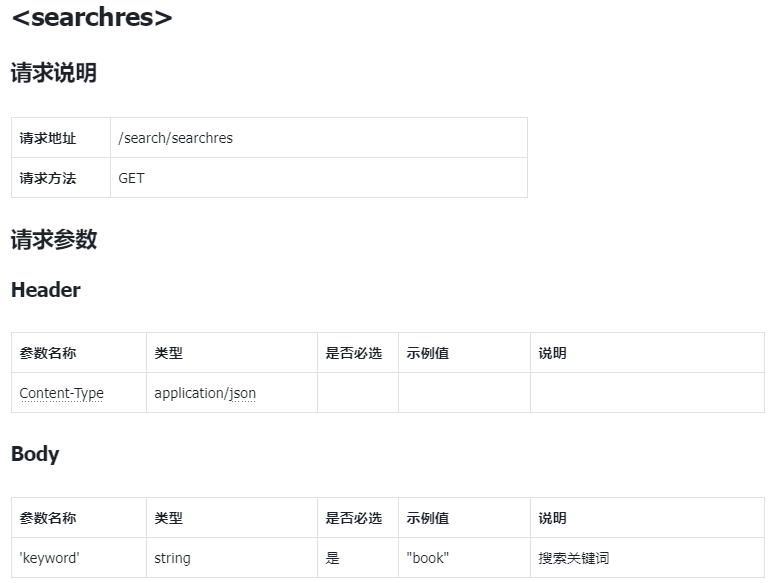 <searchres>
请求说明
请求地址 /search/searchres
请求方法 GET
请求参数
Header
参数名称 类型 是否必选 示例值 说明
Content-Type application/json
Body
参数名称 类型 是否必选 示例值 说明
'keyword' string 是 "book" 搜索关键词